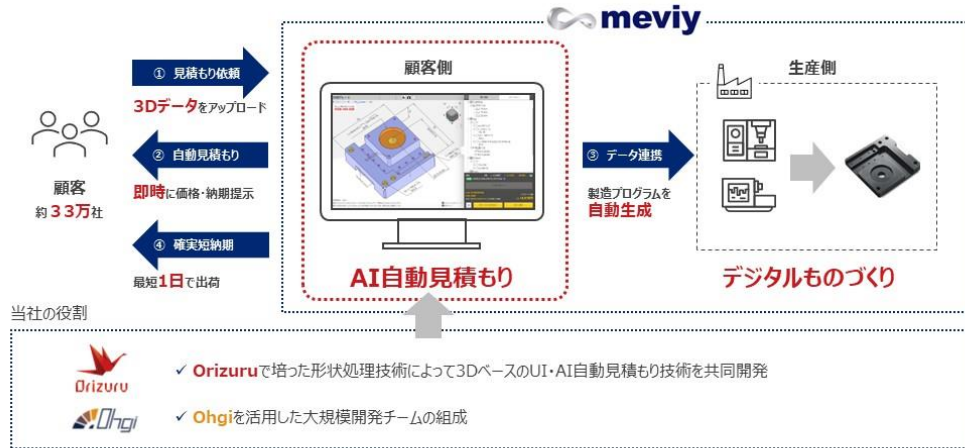 meviy
① 見積もり依頼
3Dデータをアップロード
② 自動見積もり
即時に価格・納期提示
④ 確実短納期
最短1日で出荷
顧客
約33万社
顧客側
AI自動見積もり
③ データ連携
製造プログラムを
自動生成
生産側
デジタルものづくり
当社の役割
Orizuru
✓ Orizuruで培った形状処理技術によって3DベースのUI・AI自動見積もり技術を共同開発
Ohgi
✓ Ohgiを活用した大規模開発チームの組成